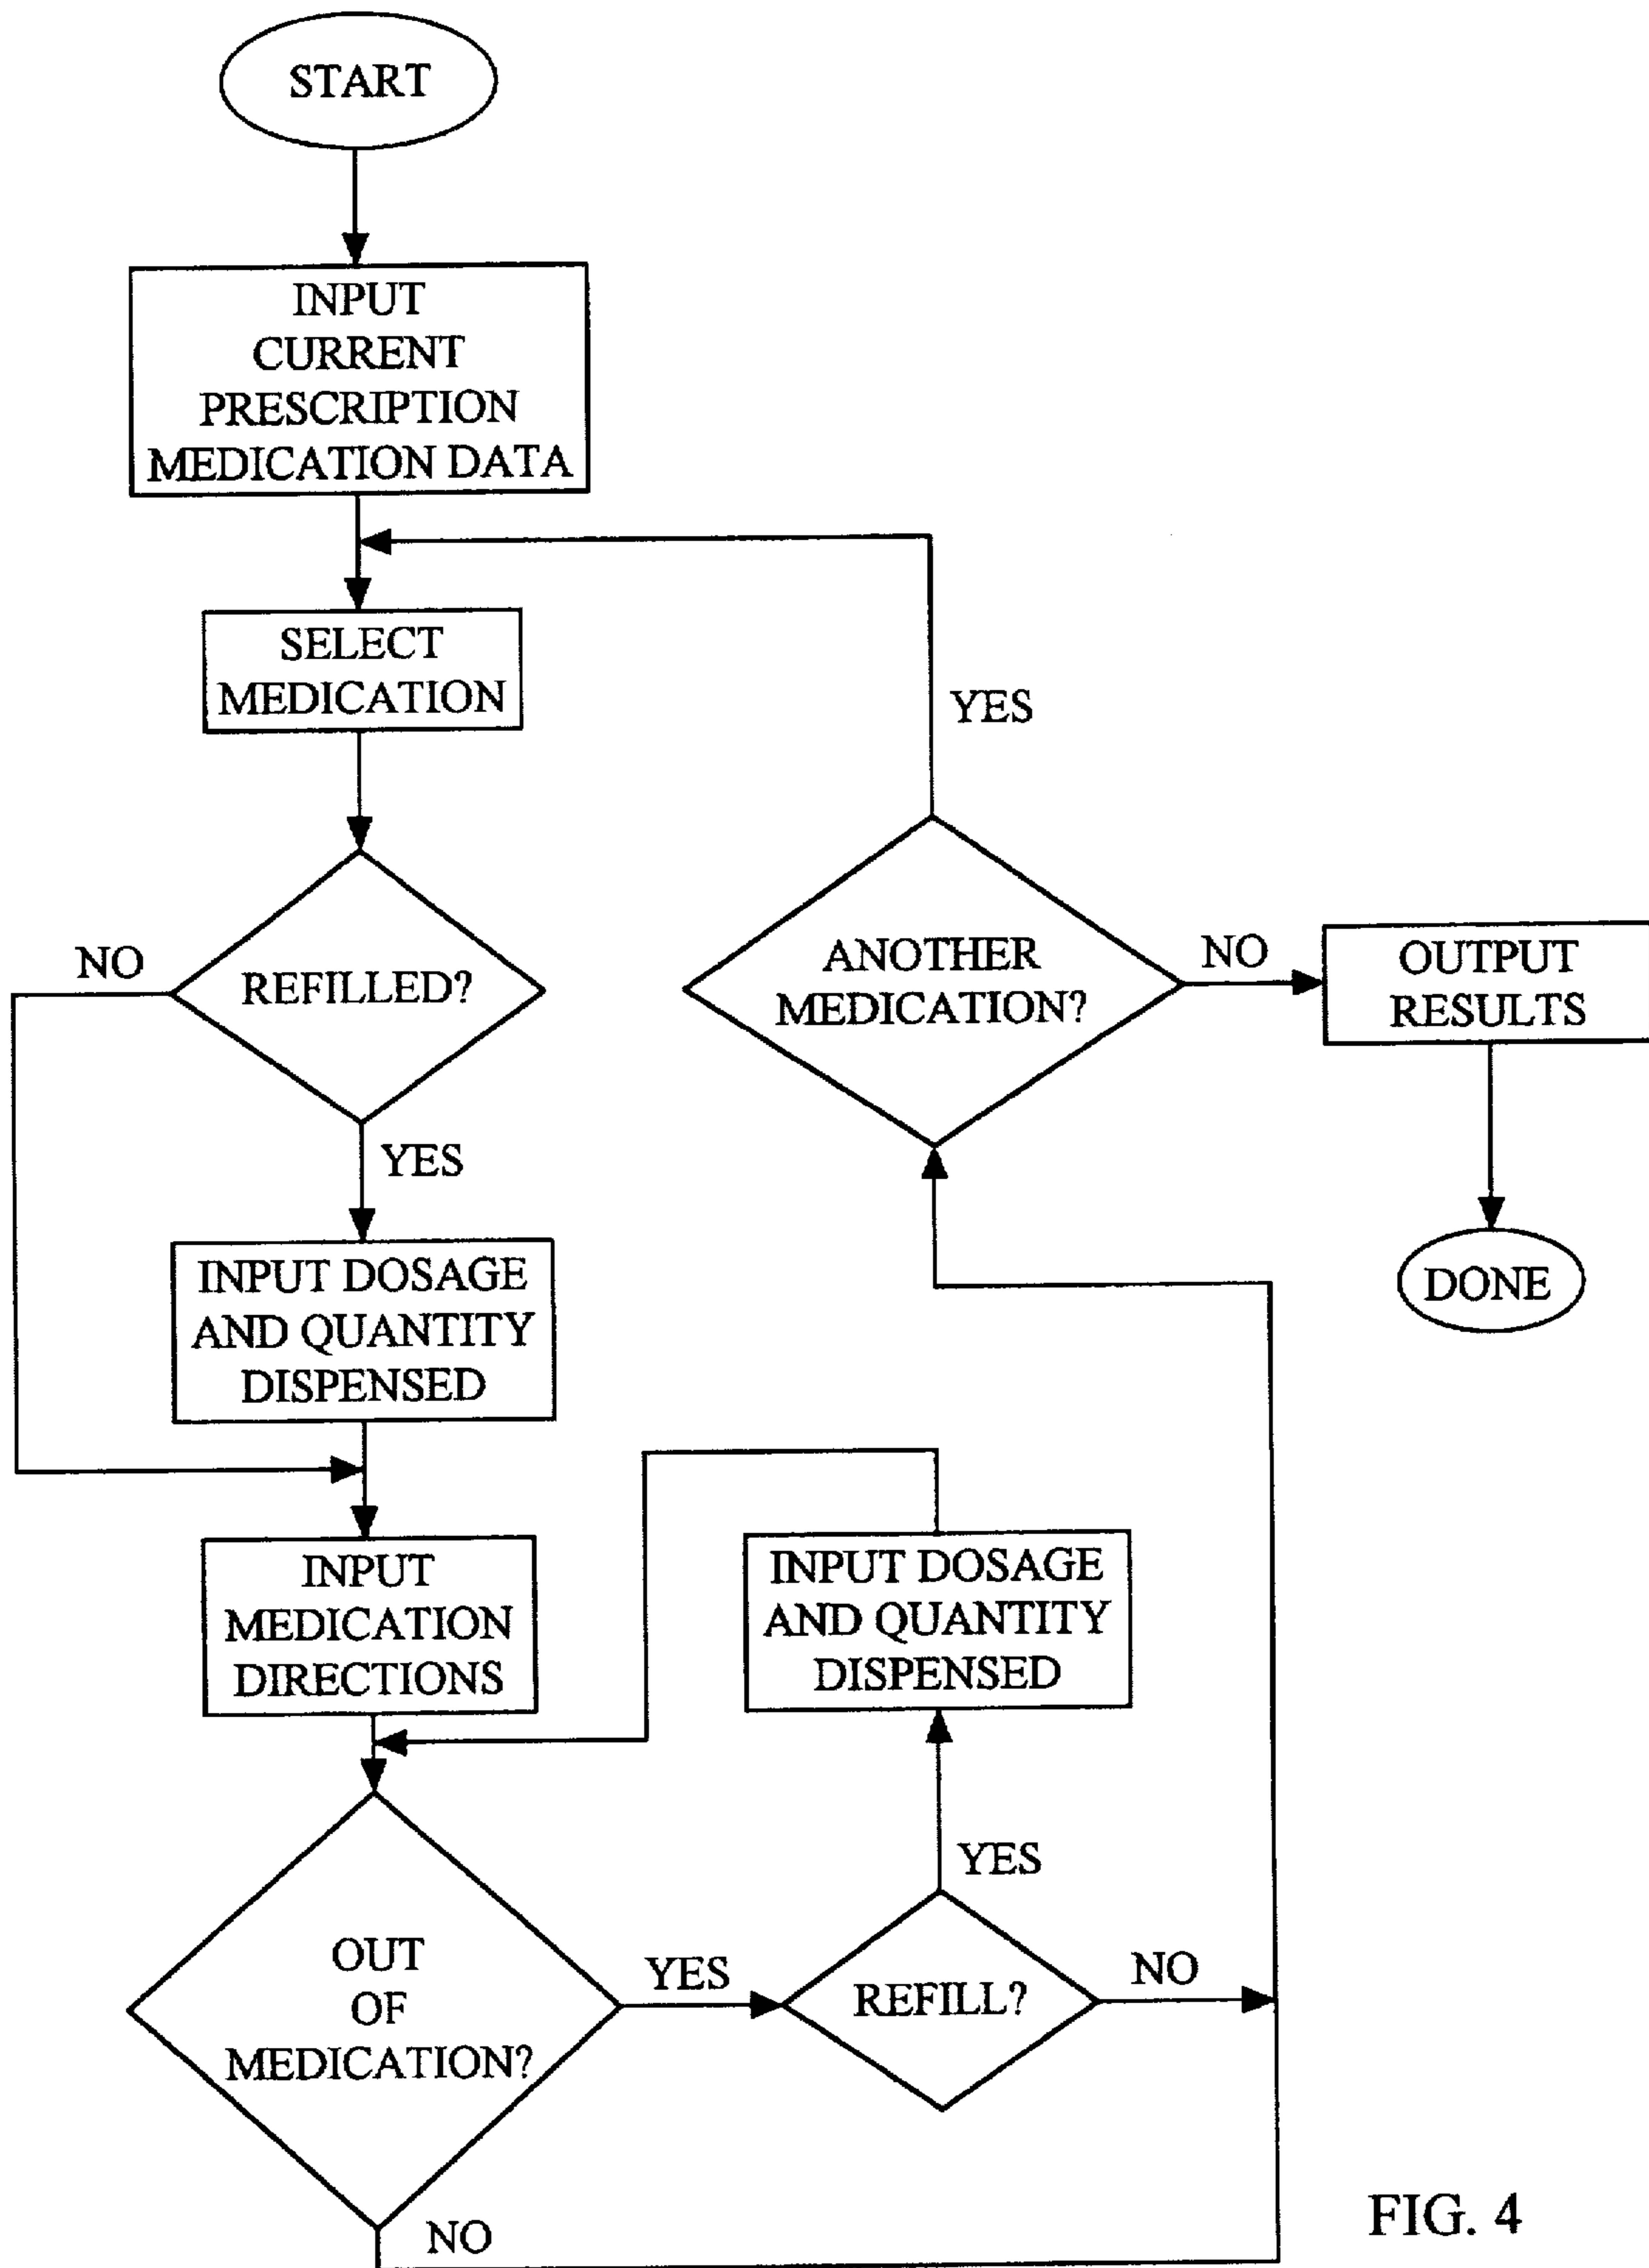 START
INPUT
CURRENT
PRESCRIPTION
MEDICATION DATA
SELECT
MEDICATION
YES
REFILLED?
NO
YES
ANOTHER
MEDICATION?
NO
OUTPUT
RESULTS
DONE
INPUT DOSAGE
AND QUANTITY
DISPENSED
INPUT
MEDICATION
DIRECTIONS
INPUT DOSAGE
AND QUANTITY
DISPENSED
YES
OUT
OF
MEDICATION?
YES
REFILL?
NO
NO
FIG. 4